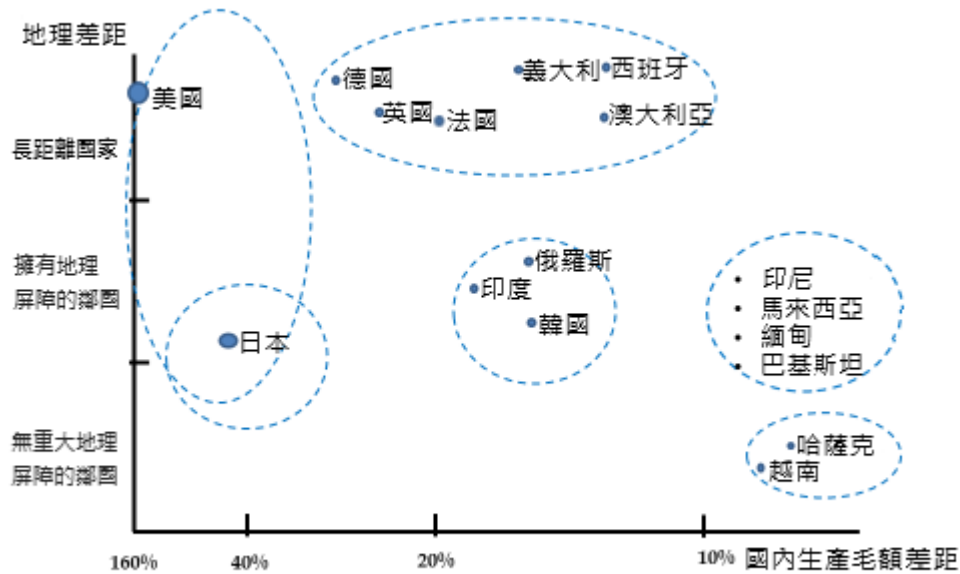 地理差距
美國
德國
義大利
西班牙
英國
法國
澳大利亞
長距離國家
擁有地理
屏障的鄰國
俄羅斯
印度
韓國
印尼
馬來西亞
緬甸
巴基斯坦
日本
無重大地理
屏障的鄰國
哈薩克
越南
160%
40%
20%
10%
國內生產毛額差距